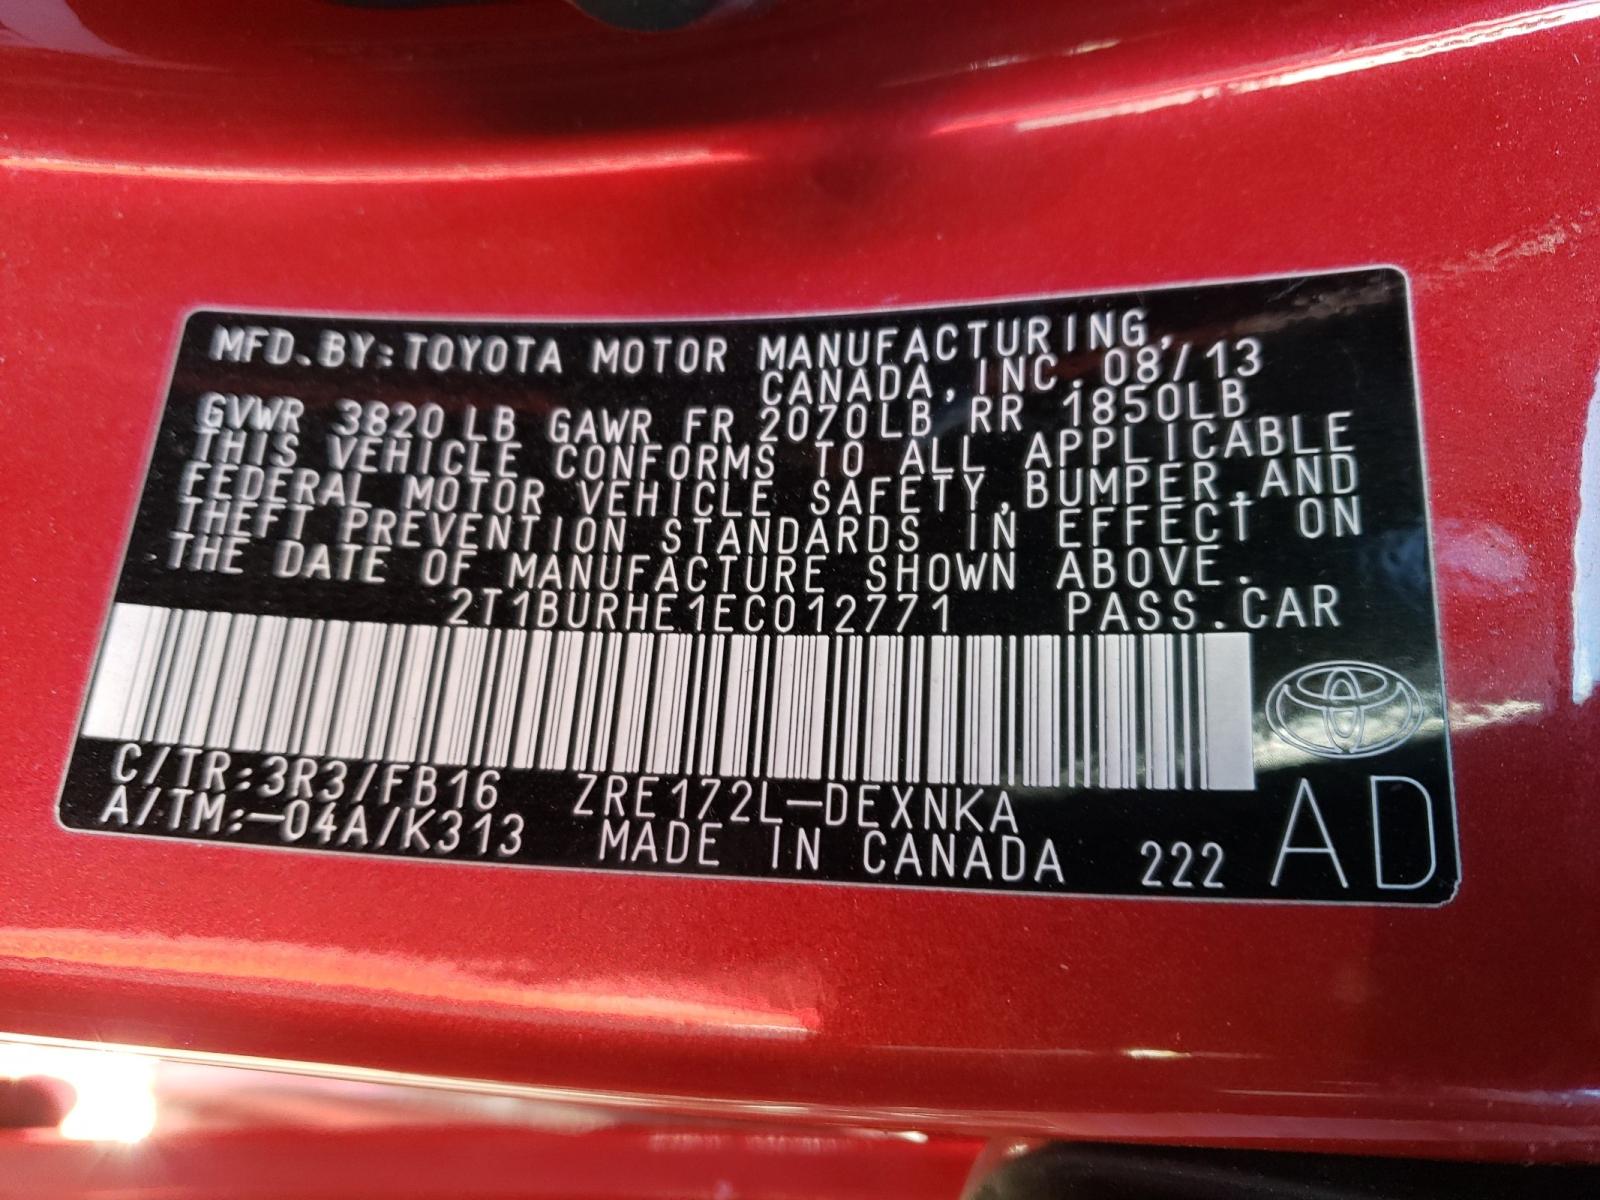 MFD.BY:TOYOTA MOTOR MANUFACTURING,
CANADA, INC. 08/13
GVWR 3820 LB GAWR FR 2070LB RR 1850LB
THIS VEHICLE CONFORMS TO ALL APPLICABLE
FEDERAL MOTOR VEHICLE SAFETY, BUMPER, AND
THEFT PREVENTION STANDARDS IN EFFECT ON
THE DATE OF MANUFACTURE SHOWN ABOVE.
2T1BURHE1EC012771 PASS.CAR
C/TR:3R3/FB16 ZRE172L-DEXNKA
A/TM:-04A/K313 MADE IN CANADA 222 AD